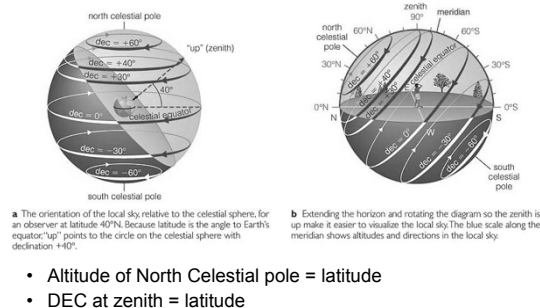 north celestial pole
dec = +60°
"up" (zenith)
dec = +40°
dec = +30°
40°
dec = 0°
celestial equator
dec = −30°
dec = −60°
south celestial pole
zenith
90°
meridian
north
celestial
pole
60°N
60°S
30°N
30°S
dec = +60°
dec = +40°
celestial equator
E
0°N
0°S
N
S
W
dec = 0°
dec = −30°
dec = −60°
south
celestial
pole
a The orientation of the local sky, relative to the celestial sphere, for
an observer at latitude 40°N. Because latitude is the angle to Earth's
equator, "up" points to the circle on the celestial sphere with
declination +40°.
b Extending the horizon and rotating the diagram so the zenith is
up make it easier to visualize the local sky. The blue scale along the
meridian shows altitudes and directions in the local sky.
• Altitude of North Celestial pole = latitude
• DEC at zenith = latitude